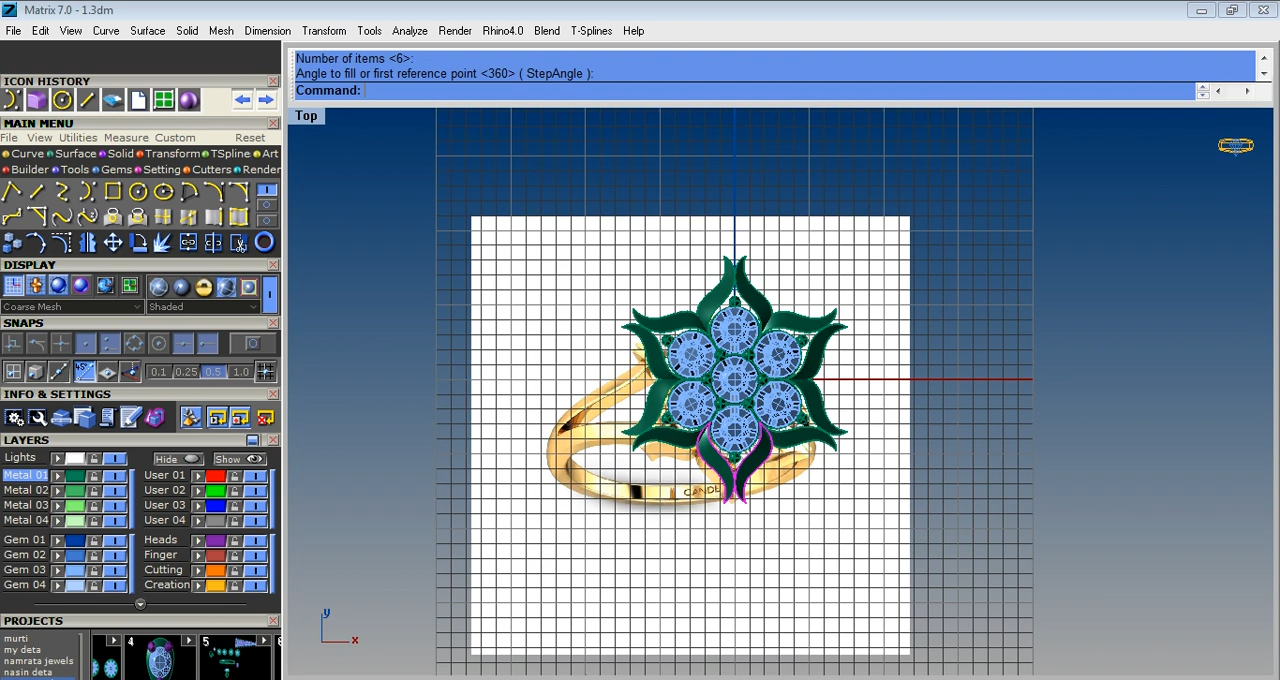 Matrix 7.0 - 1.3dm
File Edit View Curve Surface Solid Mesh Dimension Transform Tools Analyze Render Rhino4.0 Blend T-Splines Help
Number of items <6>:
Angle to fill or first reference point <360> ( StepAngle ):
Command:
ICON HISTORY
MAIN MENU
File View Utilities Measure Custom Reset
Curve Surface Solid Transform TSpline Art
Builder Tools Gems Setting Cutters Render
DISPLAY
Coarse Mesh Shaded
SNAPS
45°
0.1 0.25 0.5 1.0
INFO & SETTINGS
LAYERS
Lights Hide Show
Metal 01 User 01
Metal 02 User 02
Metal 03 User 03
Metal 04 User 04
Gem 01 Heads
Gem 02 Finger
Gem 03 Cutting
Gem 04 Creation
PROJECTS
murti
my deta
namrata jewels
nasin deta
4 5
Top
CANDE
y
x